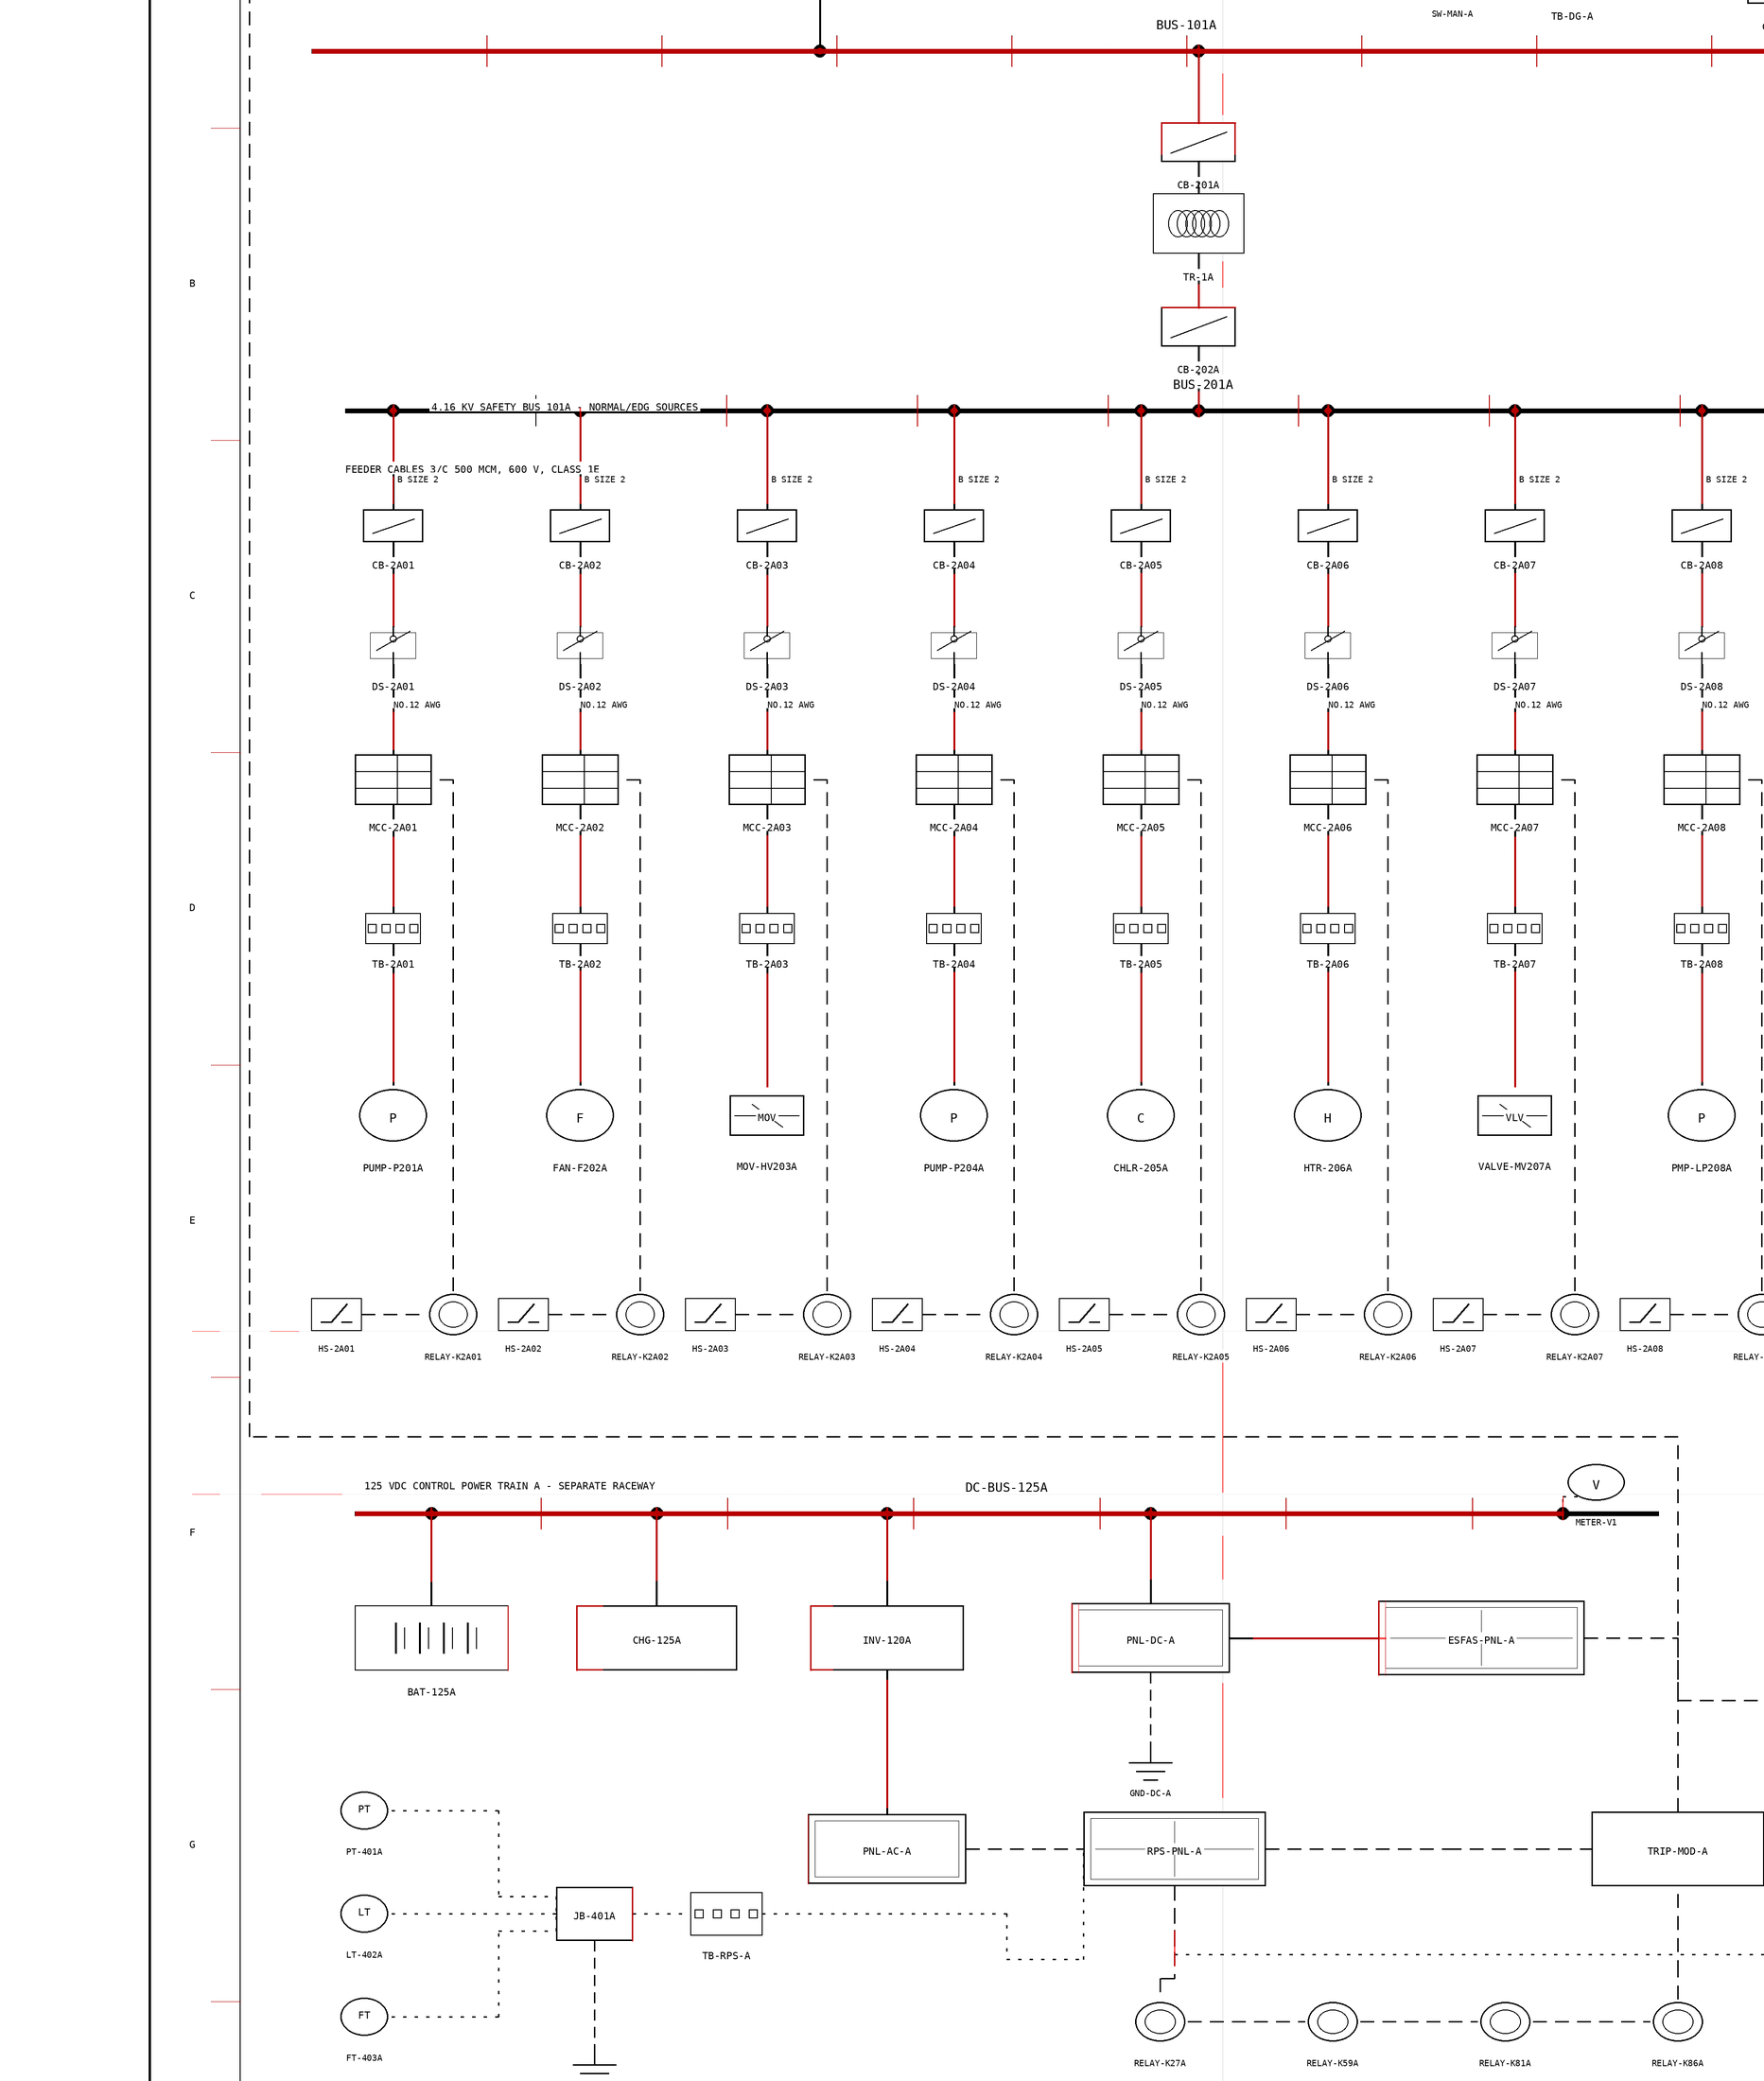 SW-MAN-A
TB-DG-A
BUS-101A
CB-201A
B
TR-1A
CB-202A
BUS-201A
4.16 KV SAFETY BUS 101A - NORMAL/EDG SOURCES
FEEDER CABLES 3/C 500 MCM, 600 V, CLASS 1E
B SIZE 2 B SIZE 2 B SIZE 2 B SIZE 2 B SIZE 2 B SIZE 2 B SIZE 2 B SIZE 2
CB-2A01 CB-2A02 CB-2A03 CB-2A04 CB-2A05 CB-2A06 CB-2A07 CB-2A08
C
DS-2A01 DS-2A02 DS-2A03 DS-2A04 DS-2A05 DS-2A06 DS-2A07 DS-2A08
NO.12 AWG NO.12 AWG NO.12 AWG NO.12 AWG NO.12 AWG NO.12 AWG NO.12 AWG NO.12 AWG
MCC-2A01 MCC-2A02 MCC-2A03 MCC-2A04 MCC-2A05 MCC-2A06 MCC-2A07 MCC-2A08
D
TB-2A01 TB-2A02 TB-2A03 TB-2A04 TB-2A05 TB-2A06 TB-2A07 TB-2A08
P F MOV P C H VLV P
PUMP-P201A FAN-F202A MOV-HV203A PUMP-P204A CHLR-205A HTR-206A VALVE-MV207A PMP-LP208A
E
HS-2A01 HS-2A02 HS-2A03 HS-2A04 HS-2A05 HS-2A06 HS-2A07 HS-2A08
RELAY-K2A01 RELAY-K2A02 RELAY-K2A03 RELAY-K2A04 RELAY-K2A05 RELAY-K2A06 RELAY-K2A07 RELAY-
125 VDC CONTROL POWER TRAIN A - SEPARATE RACEWAY
DC-BUS-125A
V
METER-V1
F
CHG-125A INV-120A PNL-DC-A ESFAS-PNL-A
BAT-125A
GND-DC-A
PT
PT-401A
G
PNL-AC-A RPS-PNL-A TRIP-MOD-A
LT
JB-401A
LT-402A
TB-RPS-A
FT
FT-403A
RELAY-K27A RELAY-K59A RELAY-K81A RELAY-K86A